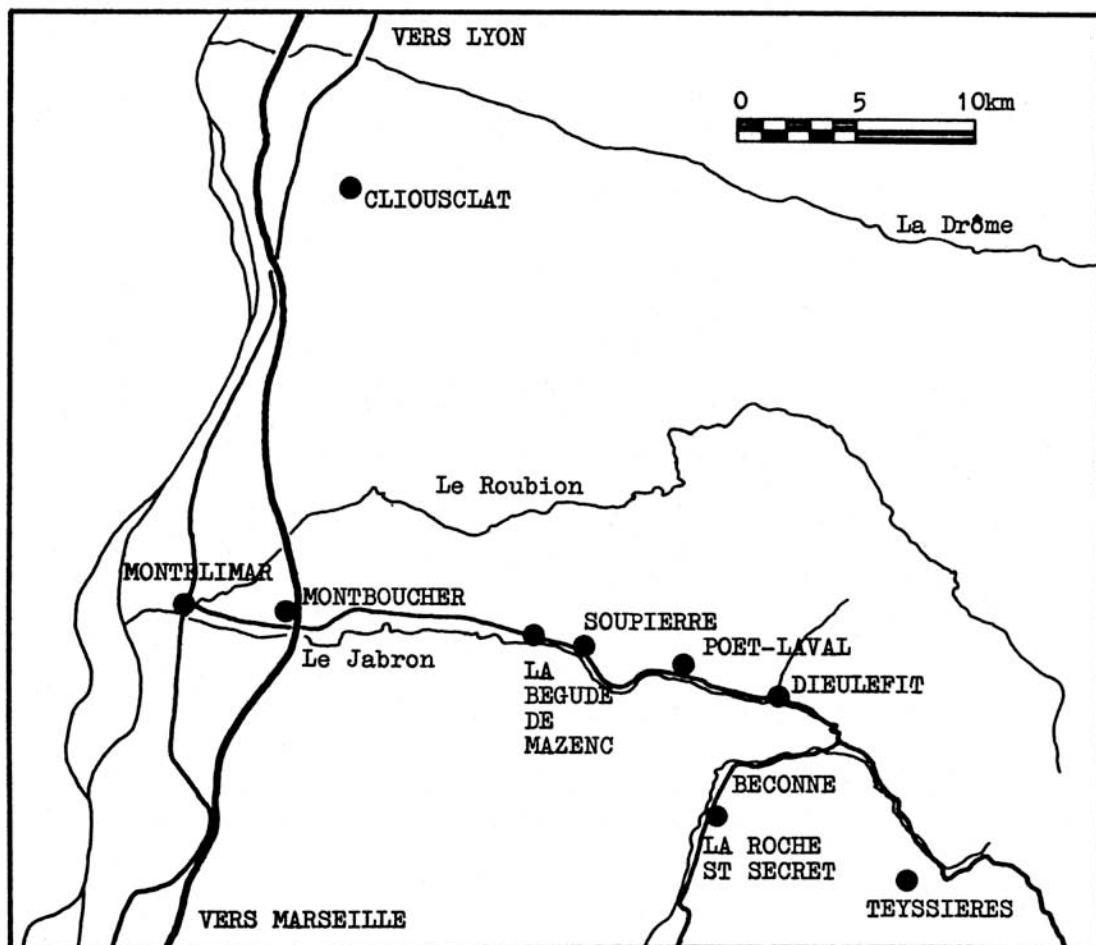 VERS LYON
0 5 10km
CLIOUSCLAT
La Drôme
Le Roubion
MONTELIMAR
MONTBOUCHER
SOUPIERRE
Le Jabron
POET-LAVAL
LA
BEGUDE
DE
MAZENC
DIEULEFIT
BECONNE
LA ROCHE
ST SECRET
TEYSSIERES
VERS MARSEILLE